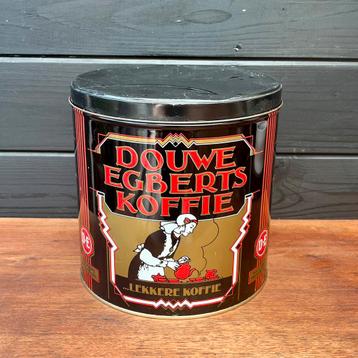 DOUWE
EGBERTS
KOFFIE
...LEKKERE KOFFIE
D.E
D.E